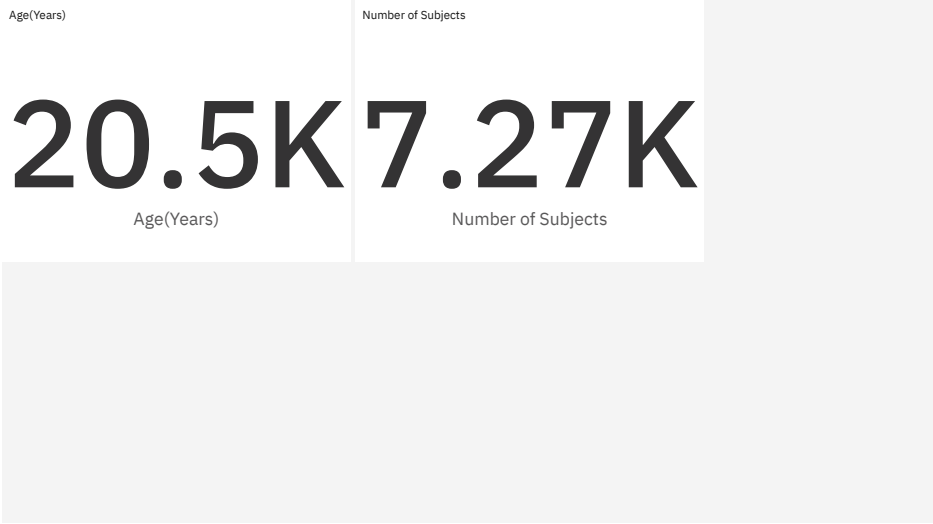 Age(Years)
20.5K
Age(Years)
Number of Subjects
7.27K
Number of Subjects